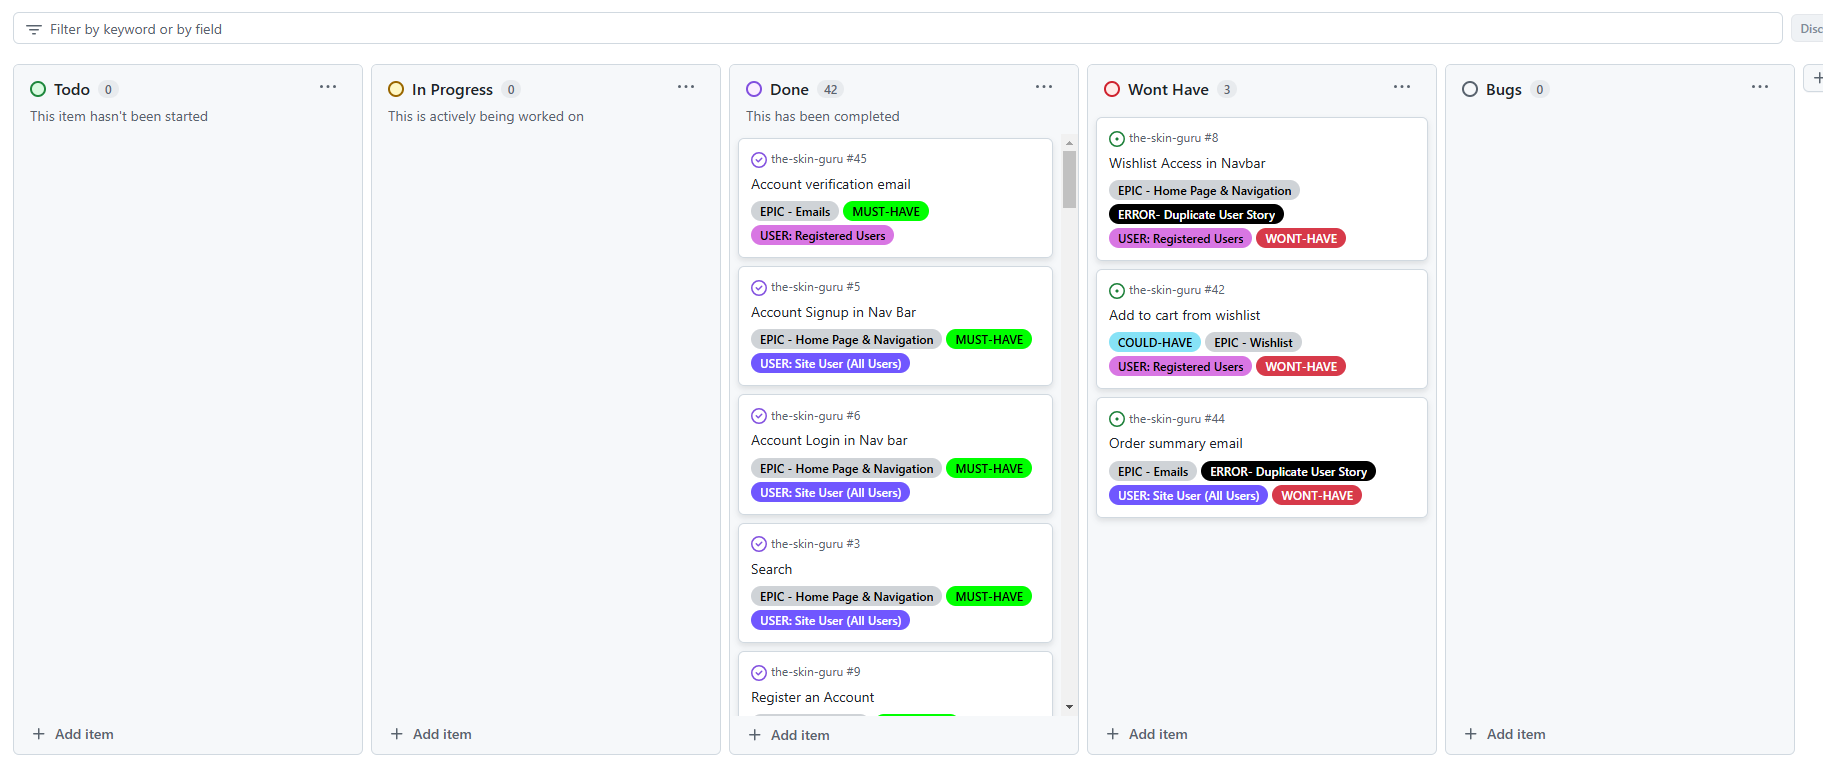 Filter by keyword or by field
Disc
Todo 0
This item hasn't been started
Add item
In Progress 0
This is actively being worked on
Add item
Done 42
This has been completed
the-skin-guru #45
Account verification email
EPIC - Emails MUST-HAVE
USER: Registered Users
the-skin-guru #5
Account Signup in Nav Bar
EPIC - Home Page & Navigation MUST-HAVE
USER: Site User (All Users)
the-skin-guru #6
Account Login in Nav bar
EPIC - Home Page & Navigation MUST-HAVE
USER: Site User (All Users)
the-skin-guru #3
Search
EPIC - Home Page & Navigation MUST-HAVE
USER: Site User (All Users)
the-skin-guru #9
Register an Account
Add item
Wont Have 3
the-skin-guru #8
Wishlist Access in Navbar
EPIC - Home Page & Navigation
ERROR- Duplicate User Story
USER: Registered Users WONT-HAVE
the-skin-guru #42
Add to cart from wishlist
COULD-HAVE EPIC - Wishlist
USER: Registered Users WONT-HAVE
the-skin-guru #44
Order summary email
EPIC - Emails ERROR- Duplicate User Story
USER: Site User (All Users) WONT-HAVE
Add item
Bugs 0
Add item